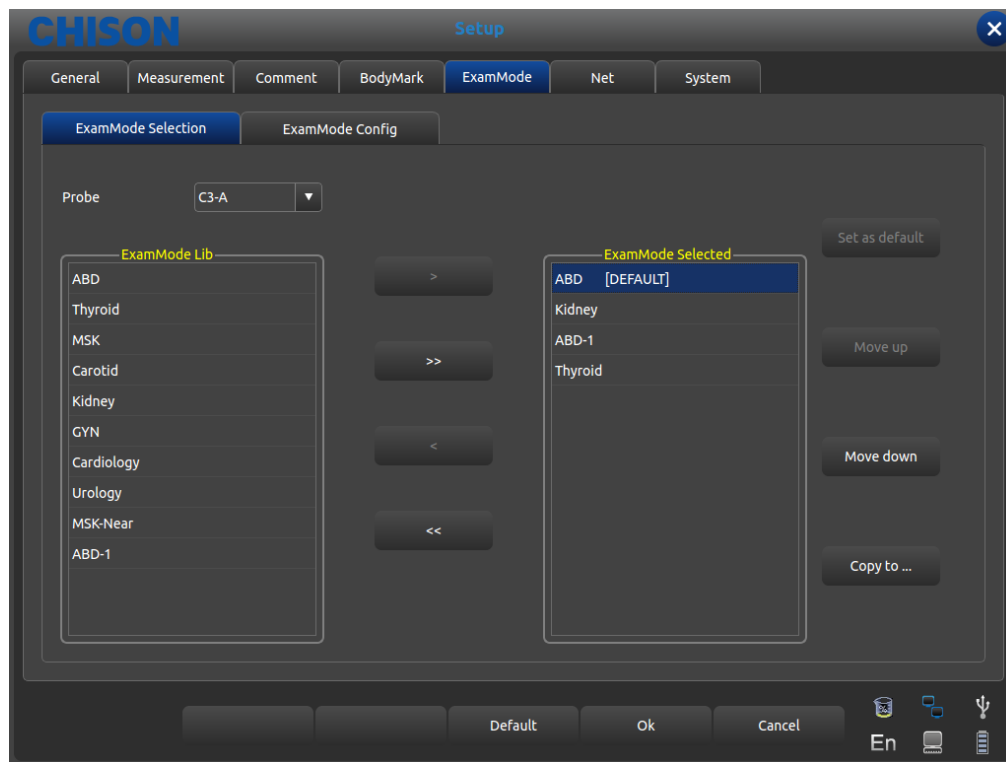 CHISON
Setup
General Measurement Comment BodyMark ExamMode Net System
ExamMode Selection ExamMode Config
Probe C3-A
Set as default
ExamMode Lib
ExamMode Selected
ABD
Thyroid
MSK
Carotid
Kidney
GYN
Cardiology
Urology
MSK-Near
ABD-1
>
>>
<
<<
ABD [DEFAULT]
Kidney
ABD-1
Thyroid
Move up
Move down
Copy to ...
Default Ok Cancel
En